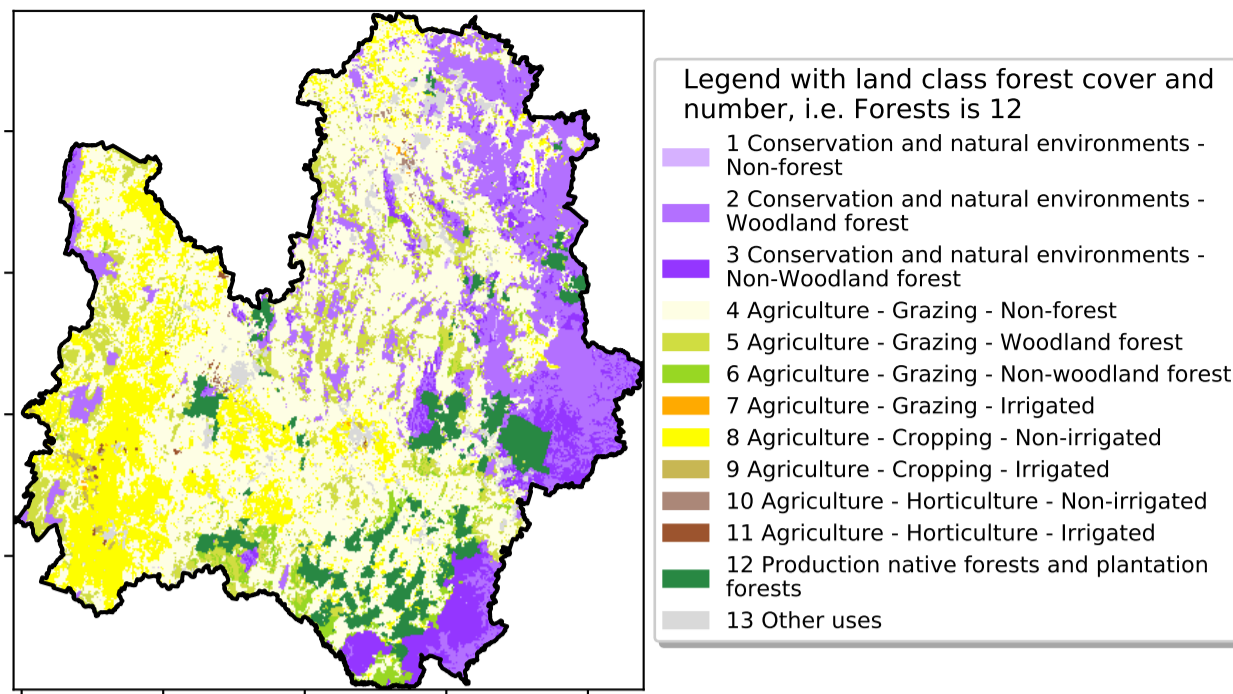 Legend with land class forest cover and
number, i.e. Forests is 12
1 Conservation and natural environments -
Non-forest
2 Conservation and natural environments -
Woodland forest
3 Conservation and natural environments -
Non-Woodland forest
4 Agriculture - Grazing - Non-forest
5 Agriculture - Grazing - Woodland forest
6 Agriculture - Grazing - Non-woodland forest
7 Agriculture - Grazing - Irrigated
8 Agriculture - Cropping - Non-irrigated
9 Agriculture - Cropping - Irrigated
10 Agriculture - Horticulture - Non-irrigated
11 Agriculture - Horticulture - Irrigated
12 Production native forests and plantation
forests
13 Other uses